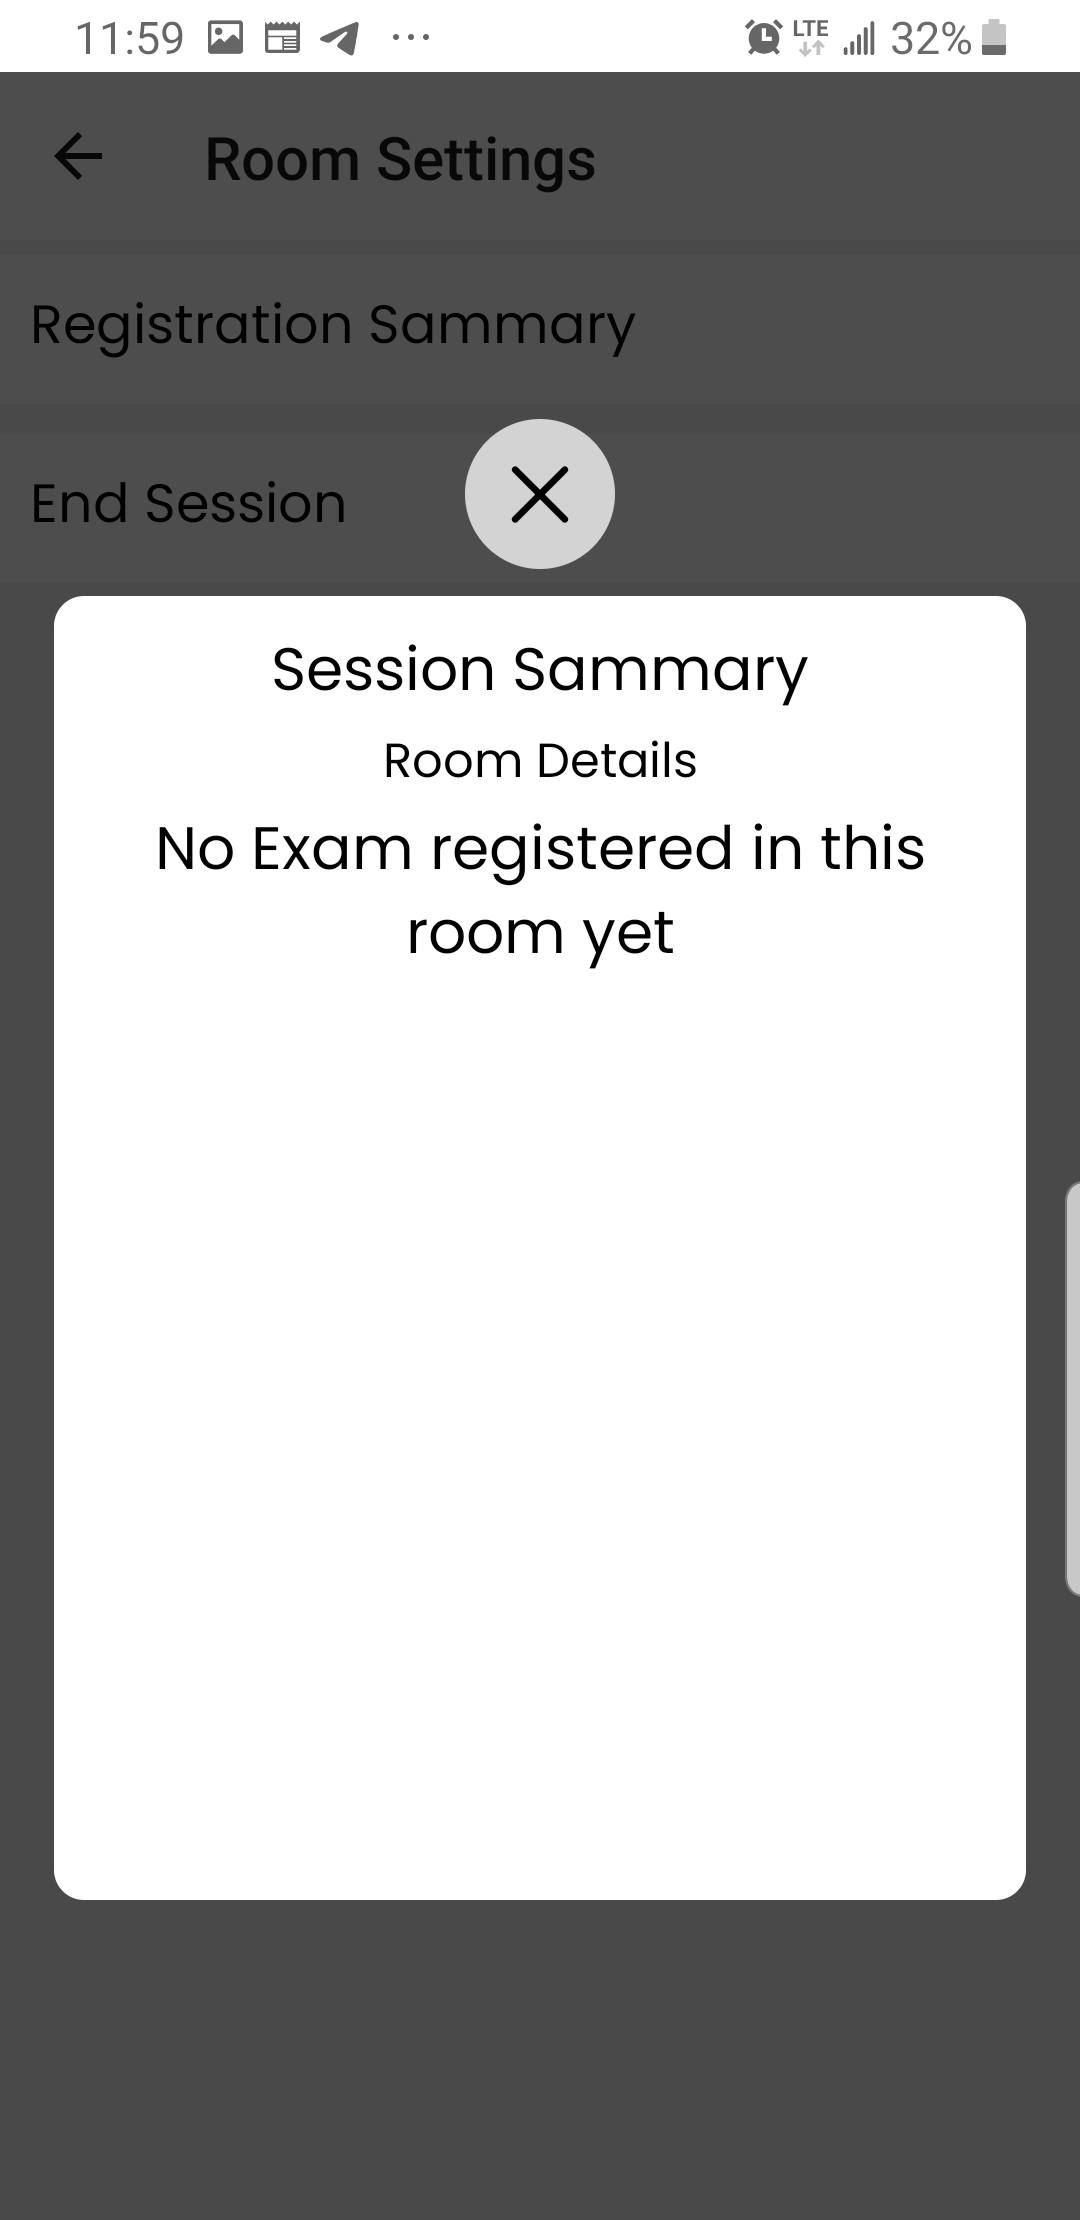 11:59 LTE 32%
Room Settings
Registration Sammary
End Session
Session Sammary
Room Details
No Exam registered in this
room yet